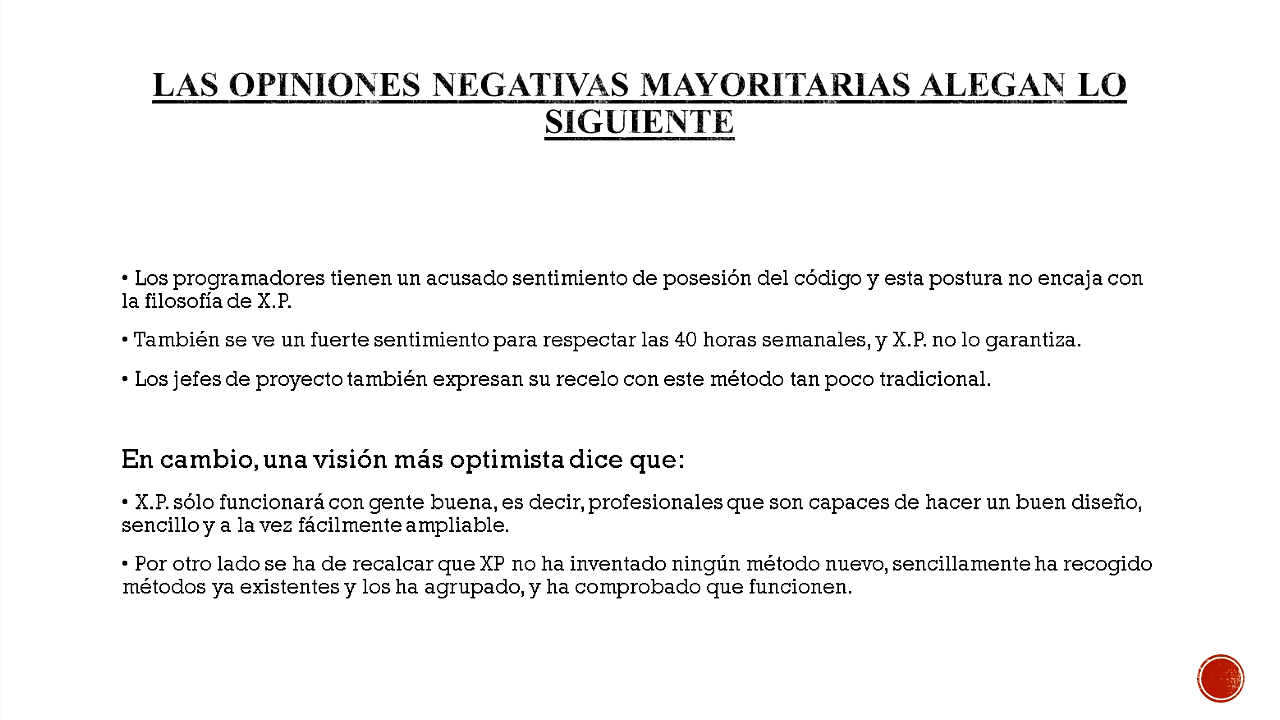 LAS OPINIONES NEGATIVAS MAYORITARIAS ALEGAN LO
SIGUIENTE
• Los programadores tienen un acusado sentimiento de posesión del código y esta postura no encaja con
la filosofía de X.P.
• También se ve un fuerte sentimiento para respectar las 40 horas semanales, y X.P. no lo garantiza.
• Los jefes de proyecto también expresan su recelo con este método tan poco tradicional.
En cambio, una visión más optimista dice que:
• X.P. sólo funcionará con gente buena, es decir, profesionales que son capaces de hacer un buen diseño,
sencillo y a la vez fácilmente ampliable.
• Por otro lado se ha de recalcar que XP no ha inventado ningún método nuevo, sencillamente ha recogido
métodos ya existentes y los ha agrupado, y ha comprobado que funcionen.